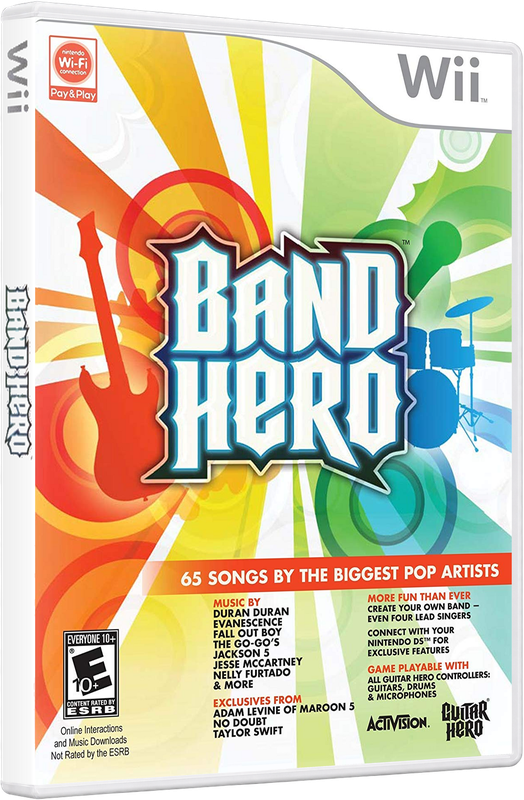 Wii
BAND HERO
nintendo
Wi-Fi
connection
Pay & Play
Wii™
BAND
HERO
™
65 SONGS BY THE BIGGEST POP ARTISTS
MUSIC BY
DURAN DURAN
EVANESCENCE
FALL OUT BOY
THE GO-GO'S
JACKSON 5
JESSE MCCARTNEY
NELLY FURTADO
& MORE
EXCLUSIVES FROM
ADAM LEVINE OF MAROON 5
NO DOUBT
TAYLOR SWIFT
MORE FUN THAN EVER
CREATE YOUR OWN BAND –
EVEN FOUR LEAD SINGERS
CONNECT WITH YOUR
NINTENDO DS™ FOR
EXCLUSIVE FEATURES
GAME PLAYABLE WITH
ALL GUITAR HERO CONTROLLERS:
GUITARS, DRUMS
& MICROPHONES
ACTIVISION.
GUITAR
HERO
EVERYONE 10+
E
10+
®
CONTENT RATED BY
ESRB
Online Interactions
and Music Downloads
Not Rated by the ESRB